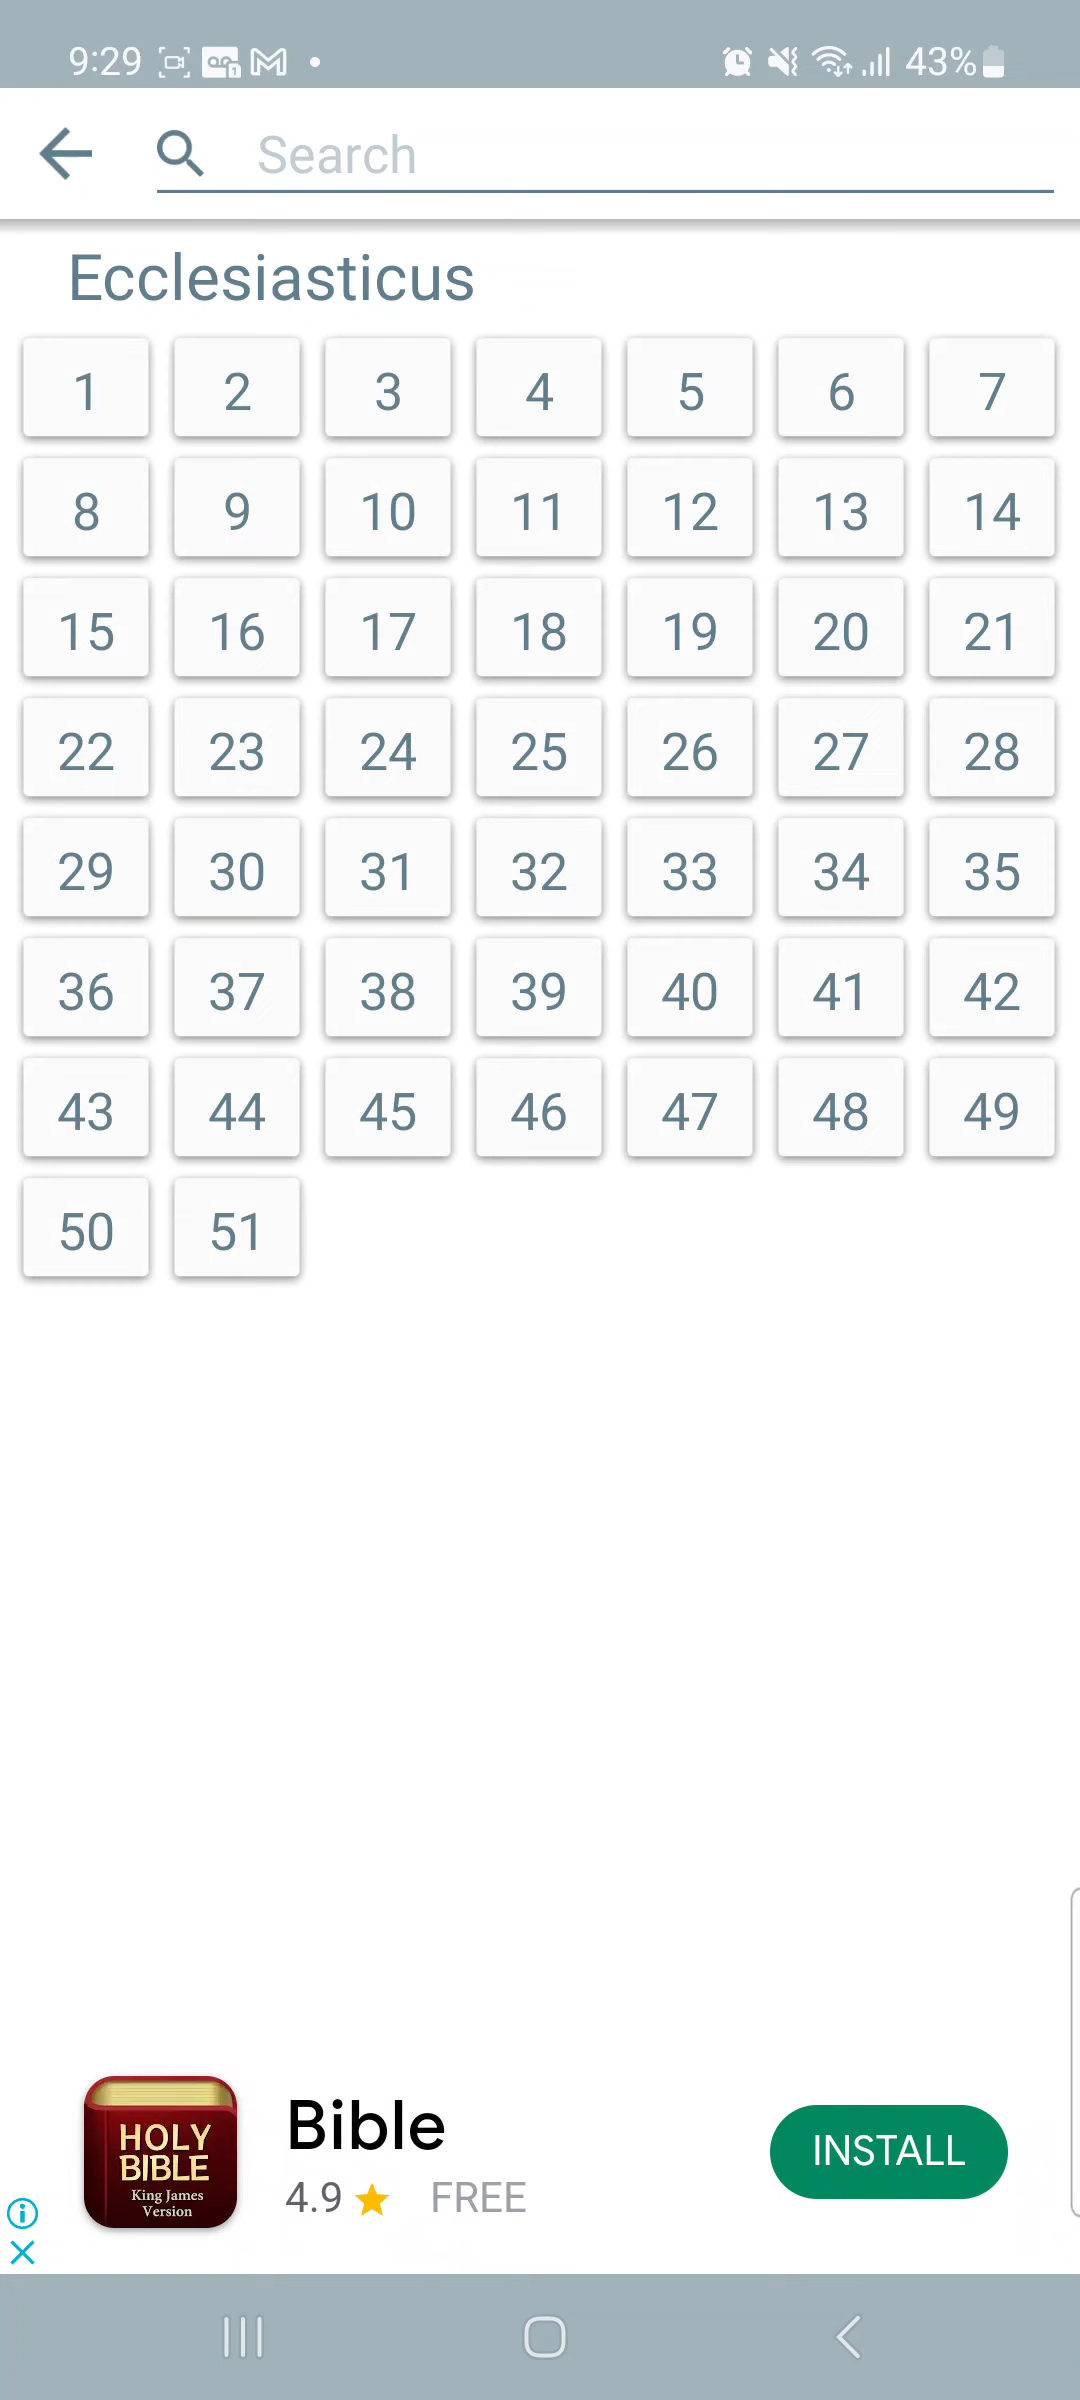 9:29 43%
Search
Ecclesiasticus
1 2 3 4 5 6 7
8 9 10 11 12 13 14
15 16 17 18 19 20 21
22 23 24 25 26 27 28
29 30 31 32 33 34 35
36 37 38 39 40 41 42
43 44 45 46 47 48 49
50 51
HOLY
BIBLE
King James
Version
Bible
4.9 FREE
INSTALL